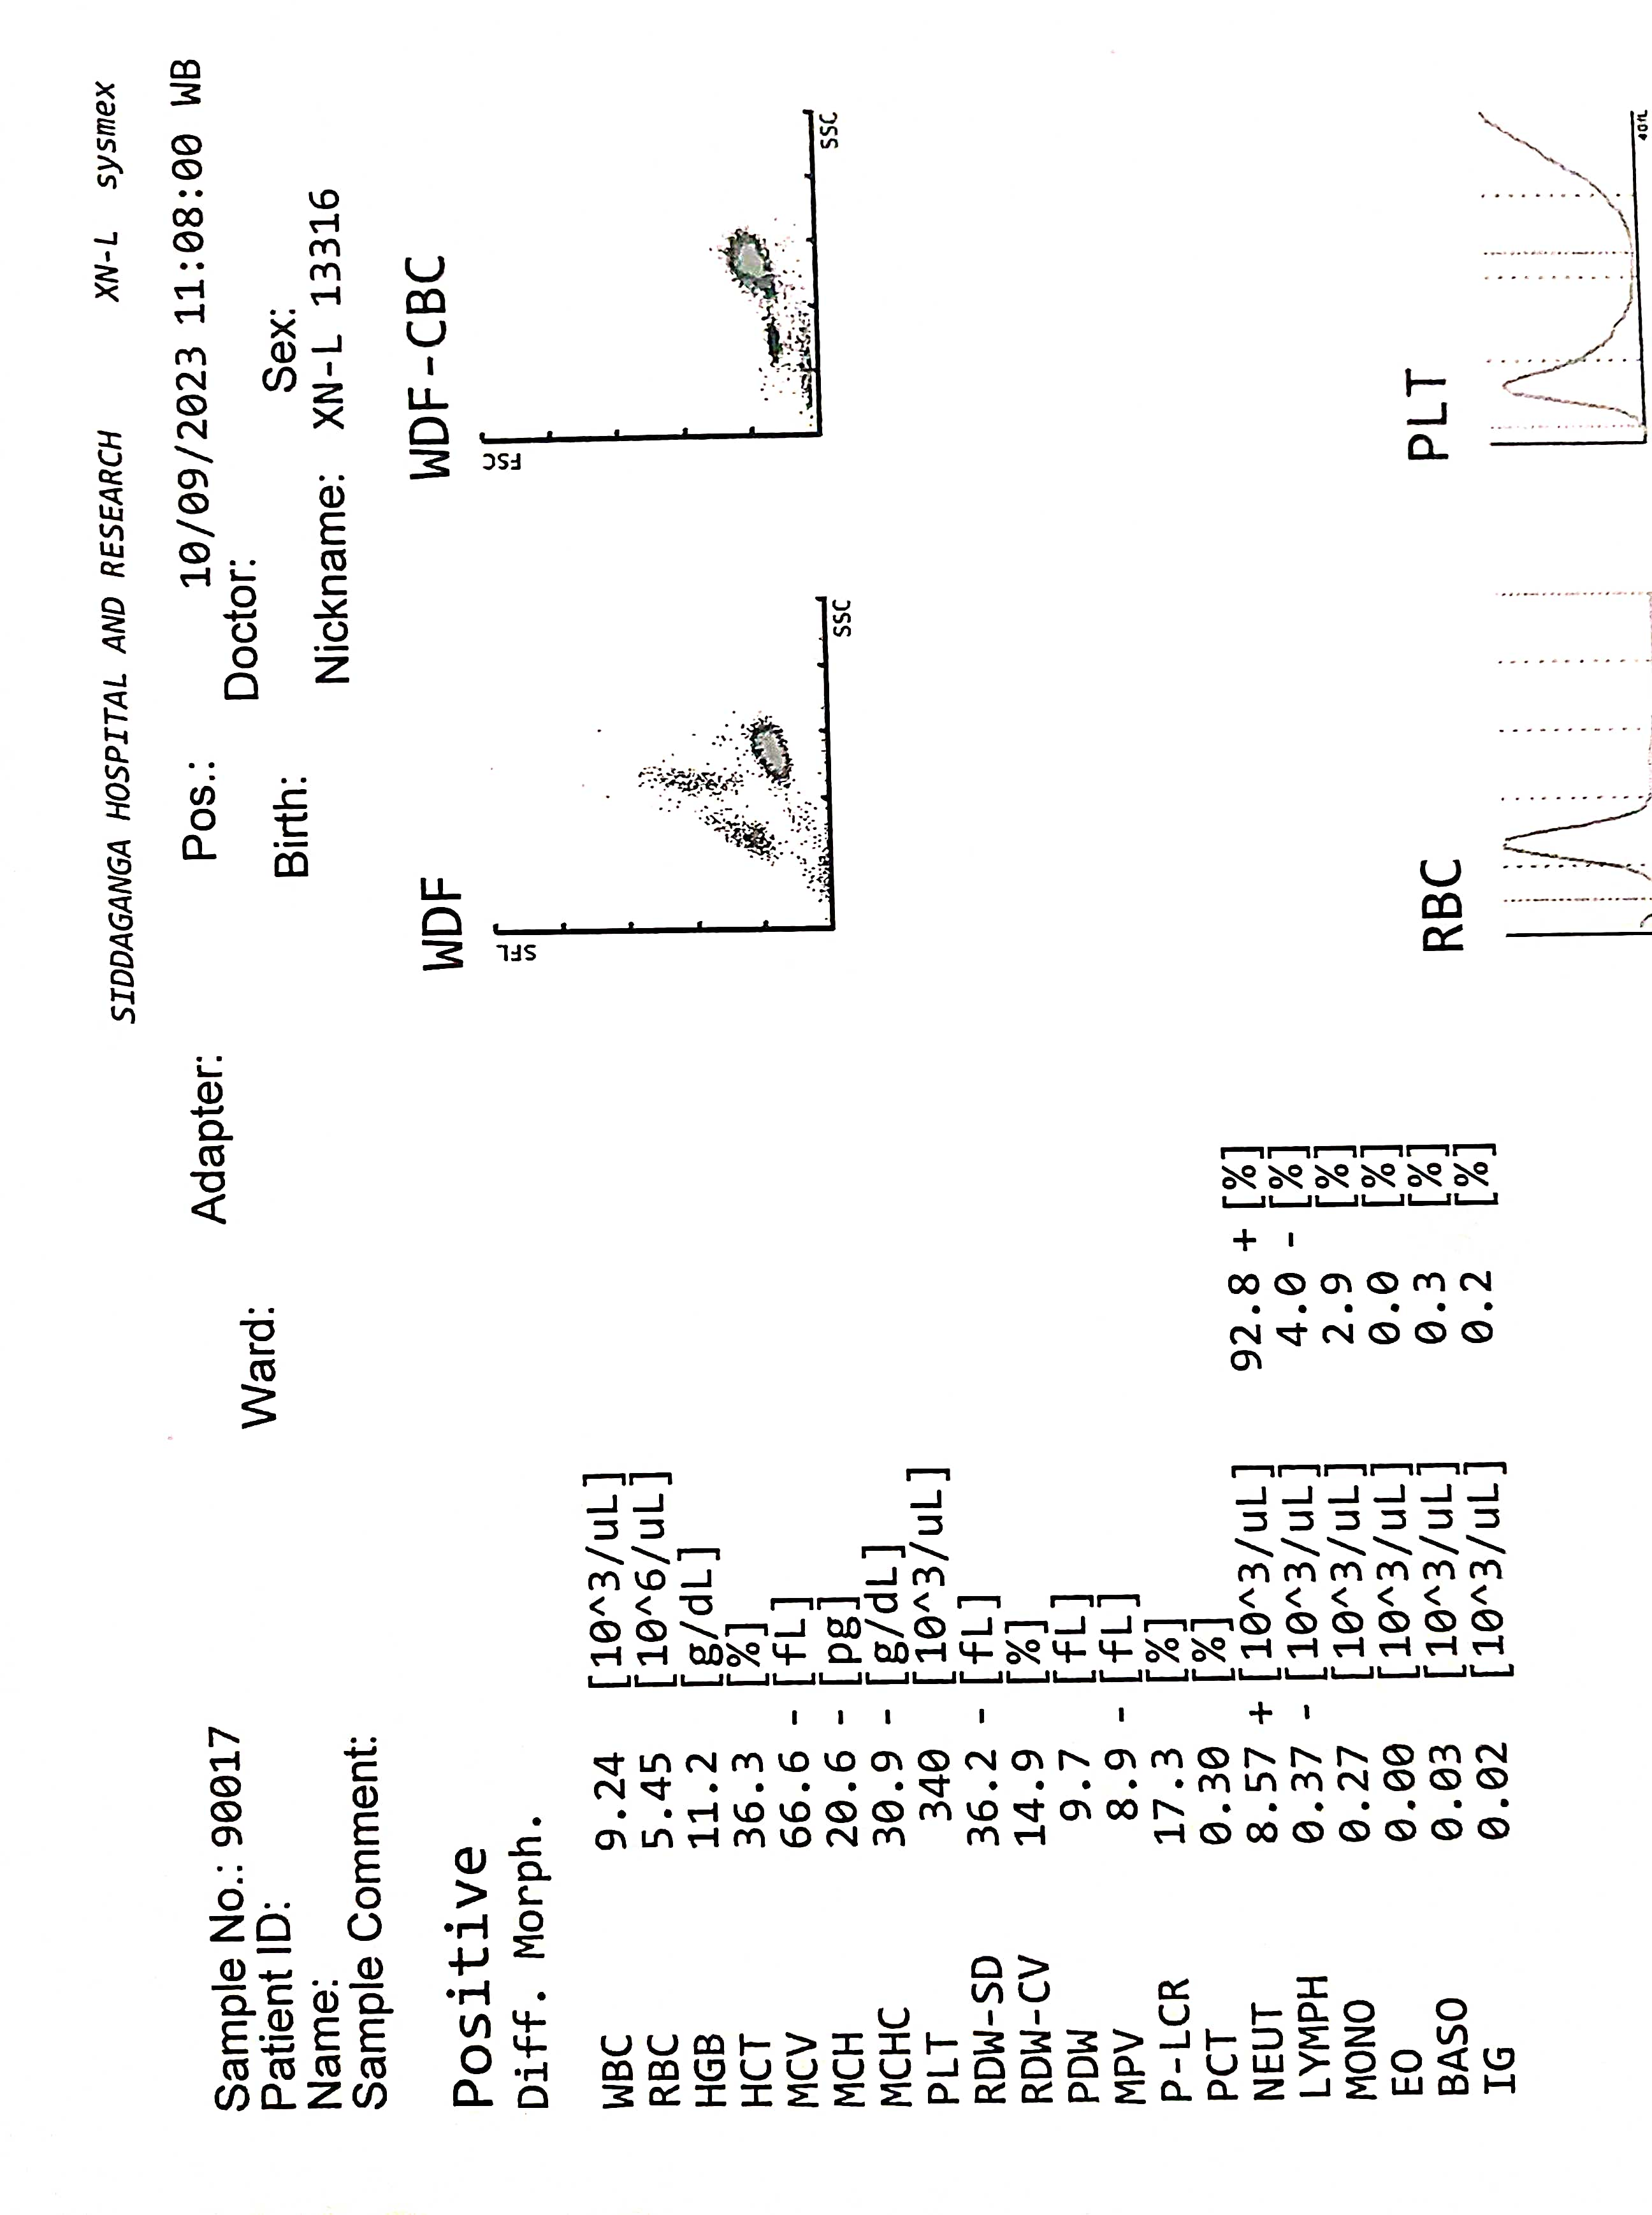 SIDDAGANGA HOSPITAL AND RESEARCH XN-L sysmex
Sample No.: 90017 Adapter: Pos.: 10/09/2023 11:08:00 WB
Patient ID: Ward: Doctor:
Name: Birth: Sex:
Sample Comment: Nickname: XN-L 13316
Positive
Diff. Morph.
WBC 9.24 [10^3/uL]
RBC 5.45 [10^6/uL]
HGB 11.2 [g/dL]
HCT 36.3 [%]
MCV 66.6 - [fL]
MCH 20.6 - [pg]
MCHC 30.9 - [g/dL]
PLT 340 [10^3/uL]
RDW-SD 36.2 - [fL]
RDW-CV 14.9 [%]
PDW 9.7 [fL]
MPV 8.9 - [fL]
P-LCR 17.3 [%]
PCT 0.30 [%]
NEUT 8.57 + [10^3/uL] 92.8 + [%]
LYMPH 0.37 - [10^3/uL] 4.0 - [%]
MONO 0.27 [10^3/uL] 2.9 [%]
EO 0.00 [10^3/uL] 0.0 [%]
BASO 0.03 [10^3/uL] 0.3 [%]
IG 0.02 [10^3/uL] 0.2 [%]
WDF
SFL
SSC
WDF-CBC
FSC
SSC
RBC
PLT
40fL